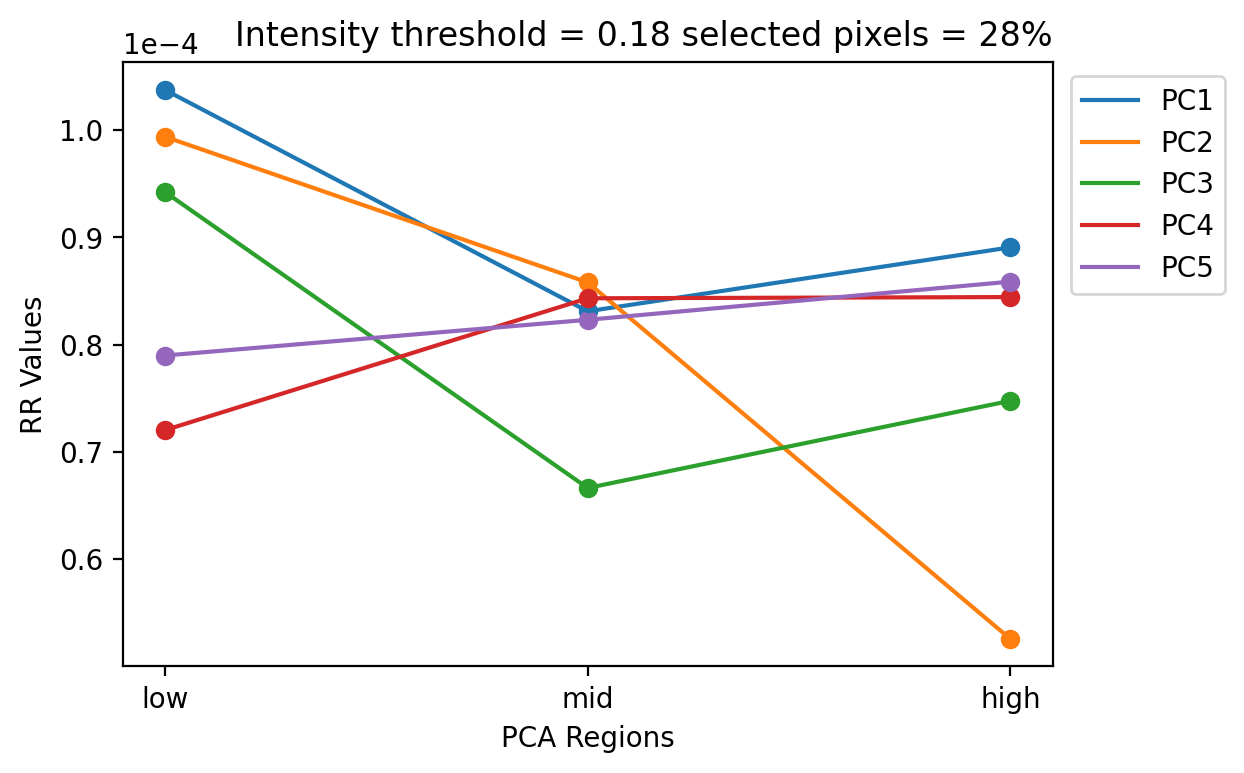 Intensity threshold = 0.18 selected pixels = 28%
1e−4
1.0
0.9
0.8
0.7
0.6
RR Values
low
mid
high
PCA Regions
PC1
PC2
PC3
PC4
PC5